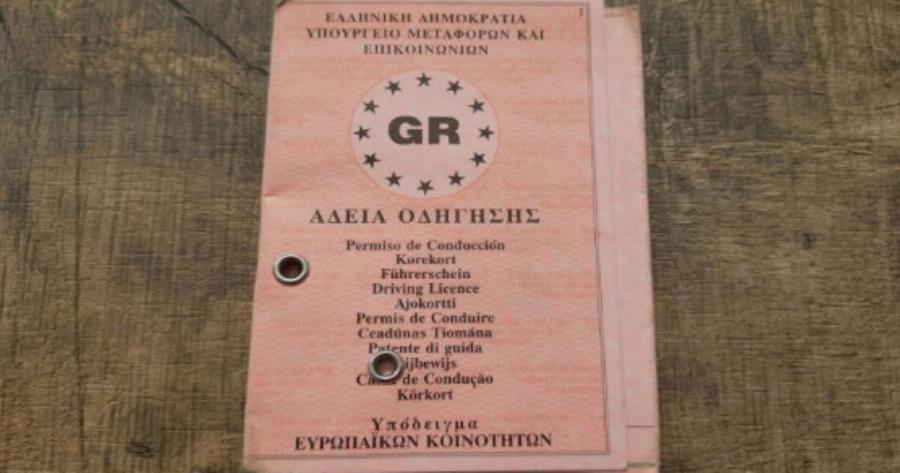 1
ΕΛΛΗΝΙΚΗ ΔΗΜΟΚΡΑΤΙΑ
ΥΠΟΥΡΓΕΙΟ ΜΕΤΑΦΟΡΩΝ ΚΑΙ
ΕΠΙΚΟΙΝΩΝΙΩΝ
GR
ΑΔΕΙΑ ΟΔΗΓΗΣΗΣ
Permiso de Conducción
Kørekort
Führerschein
Driving Licence
Ajokortti
Permis de Conduire
Ceadúnas Tiomána
di guida
de Condução
Körkort
Υπόδειγμα
ΕΥΡΩΠΑΪΚΩΝ ΚΟΙΝΟΤΗΤΩΝ